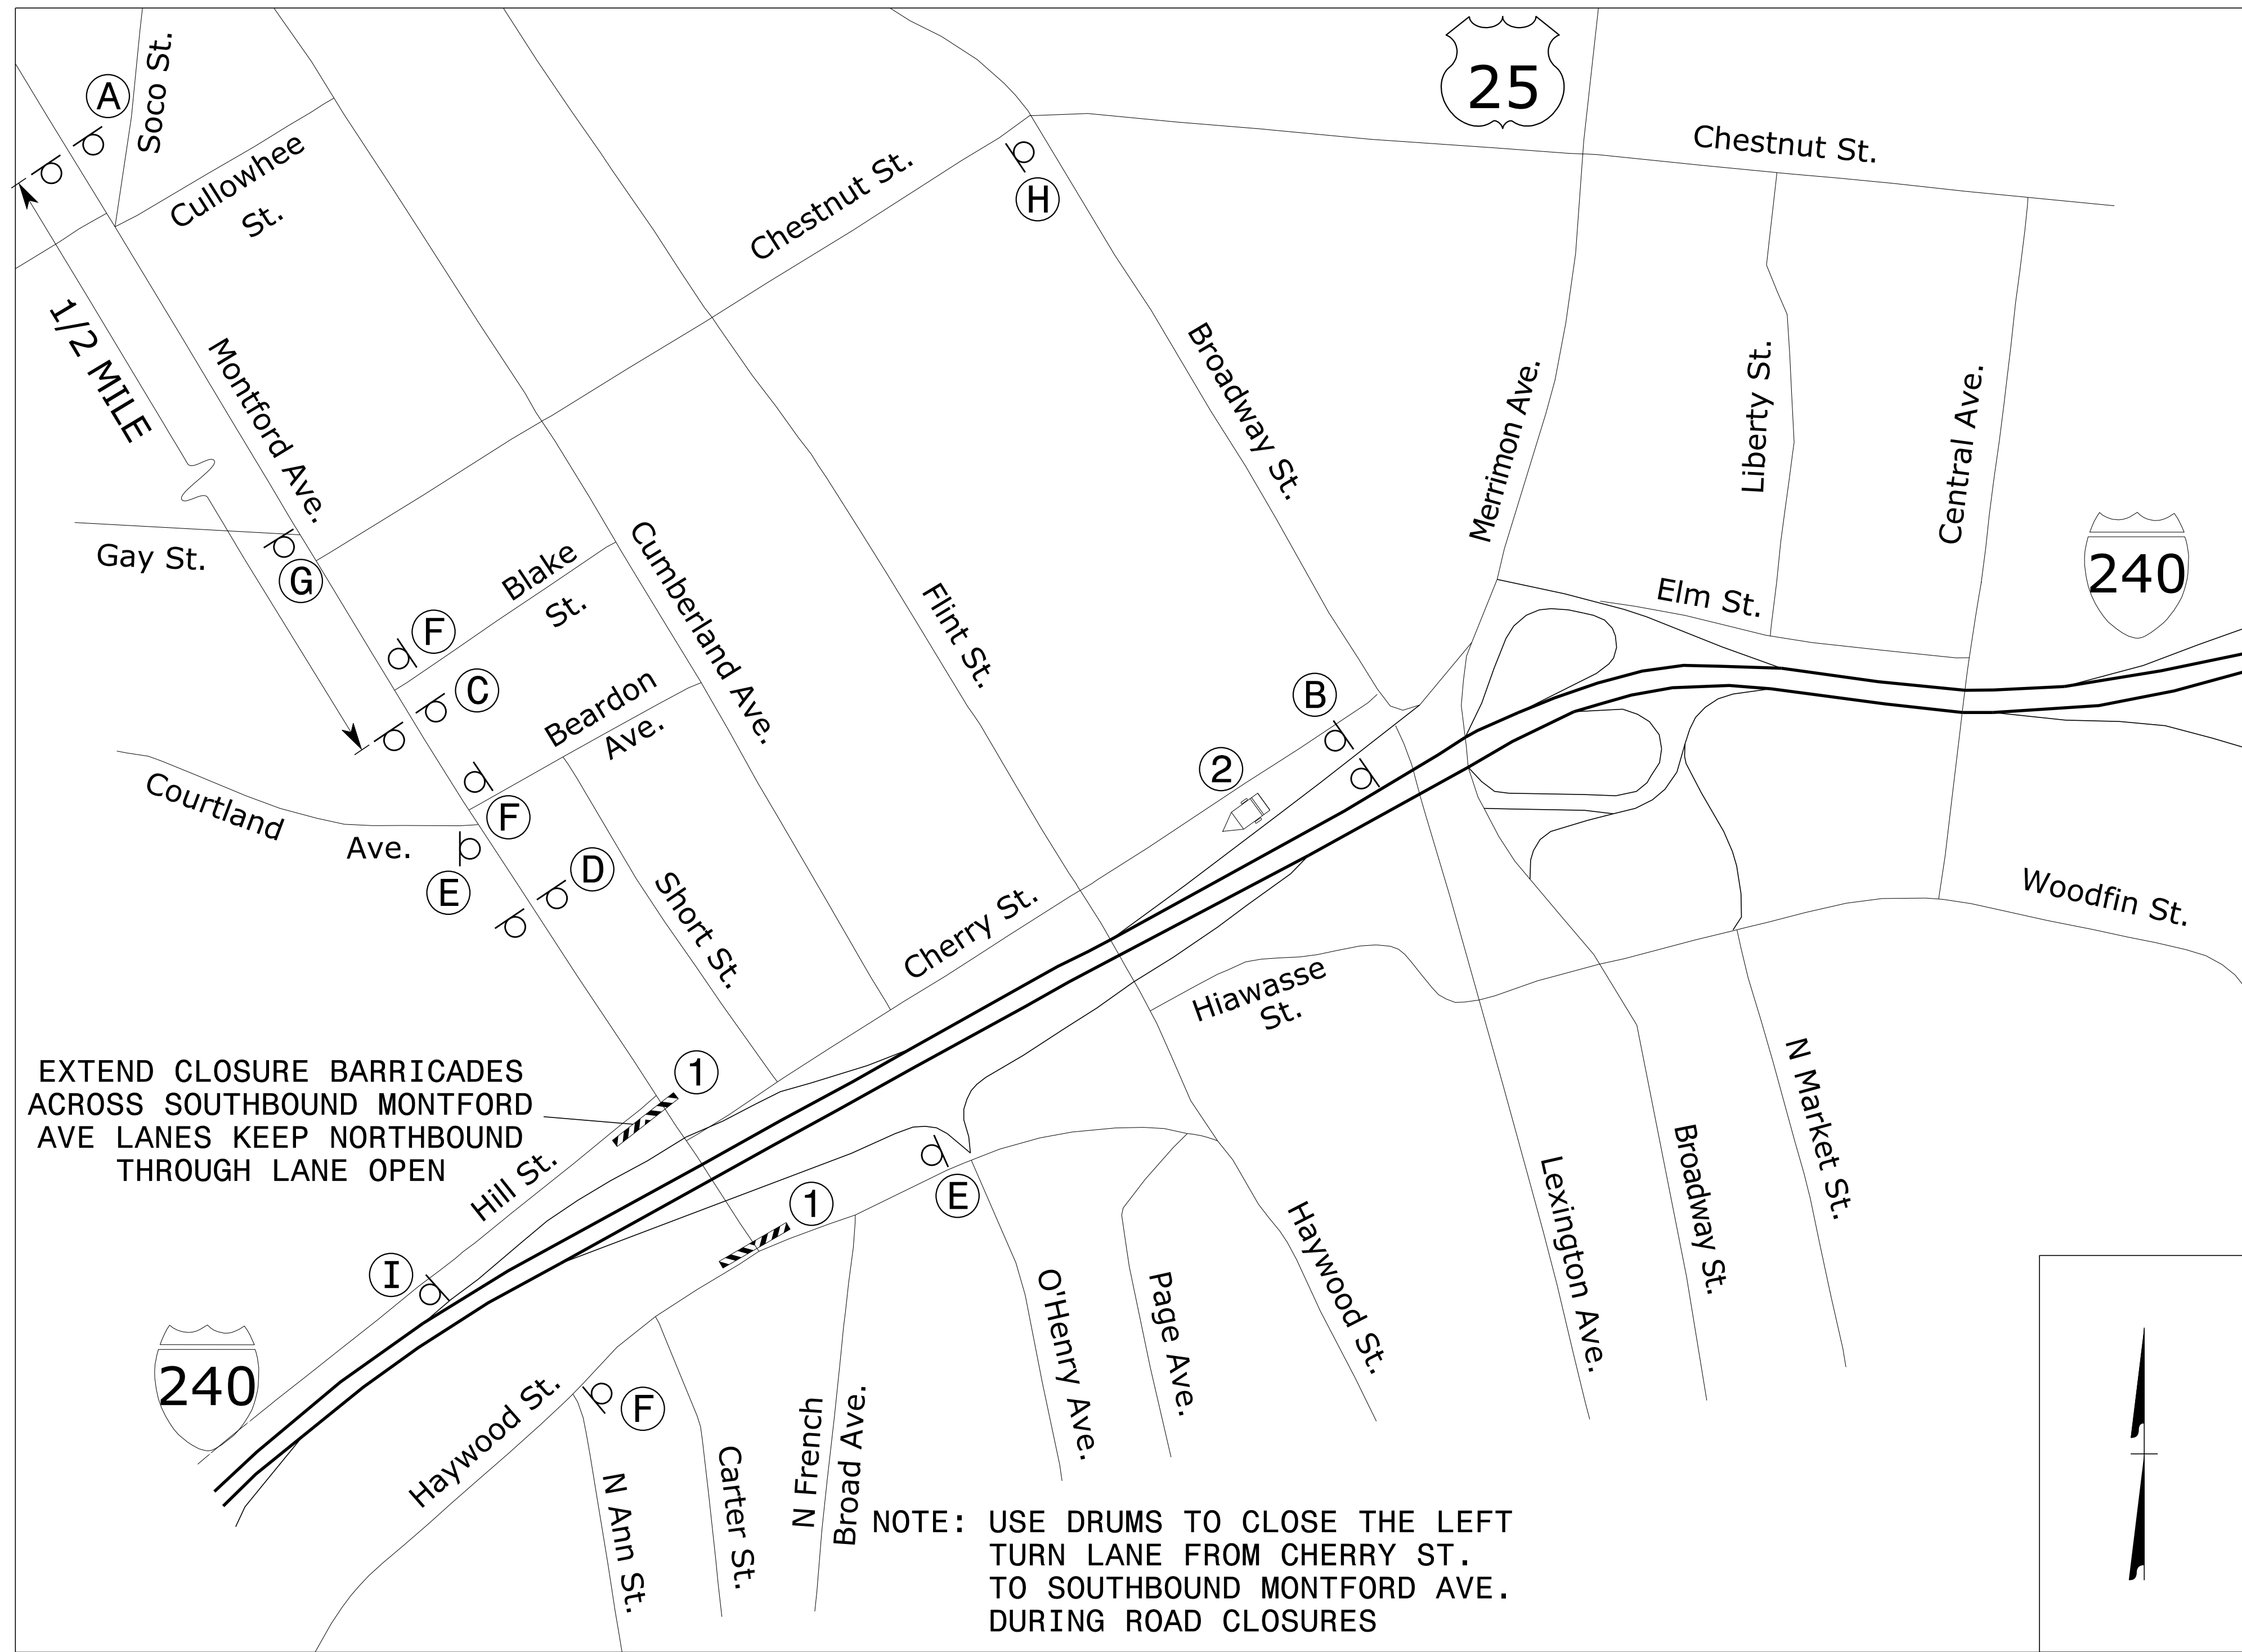 25
Soco St.
A
Cullowhee
St.
Chestnut St.
H
Chestnut St.
1/2 MILE
Montford Ave.
Broadway St.
Merrimon Ave.
Liberty St.
Central Ave.
240
Gay St.
G
Blake
St.
Cumberland Ave.
Flint St.
Elm St.
F
C
B
Beardon
Ave.
2
Courtland
Ave.
F
E
D
Short St.
Cherry St.
Woodfin St.
Hiawasse
St.
N Market St.
EXTEND CLOSURE BARRICADES
ACROSS SOUTHBOUND MONTFORD
AVE LANES KEEP NORTHBOUND
THROUGH LANE OPEN
1
Hill St.
1
E
I
240
Haywood St.
Lexington Ave.
Broadway St.
O'Henry Ave.
Page Ave.
Haywood St.
F
N Ann St.
Carter St.
N French
Broad Ave.
NOTE: USE DRUMS TO CLOSE THE LEFT
TURN LANE FROM CHERRY ST.
TO SOUTHBOUND MONTFORD AVE.
DURING ROAD CLOSURES